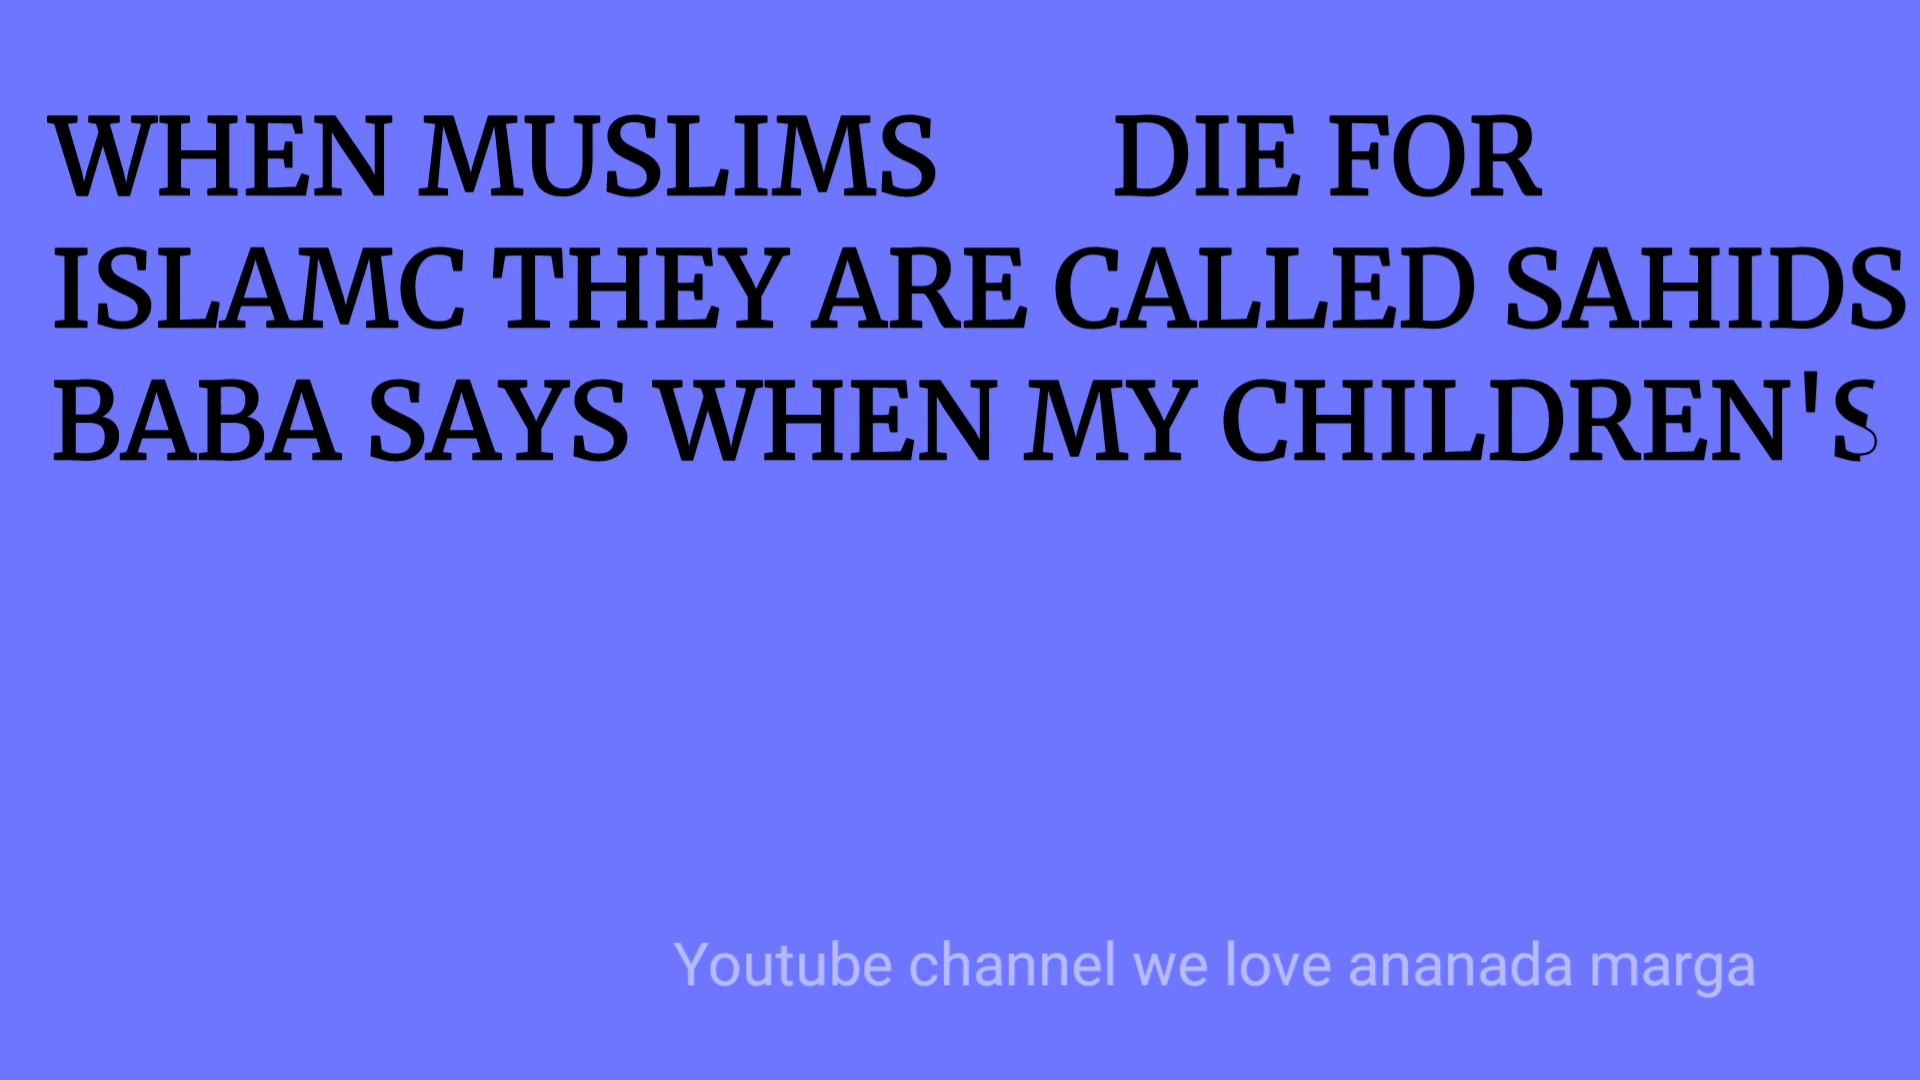 WHEN MUSLIMS DIE FOR
ISLAMC THEY ARE CALLED SAHIDS
BABA SAYS WHEN MY CHILDREN'S
Youtube channel we love ananada marga